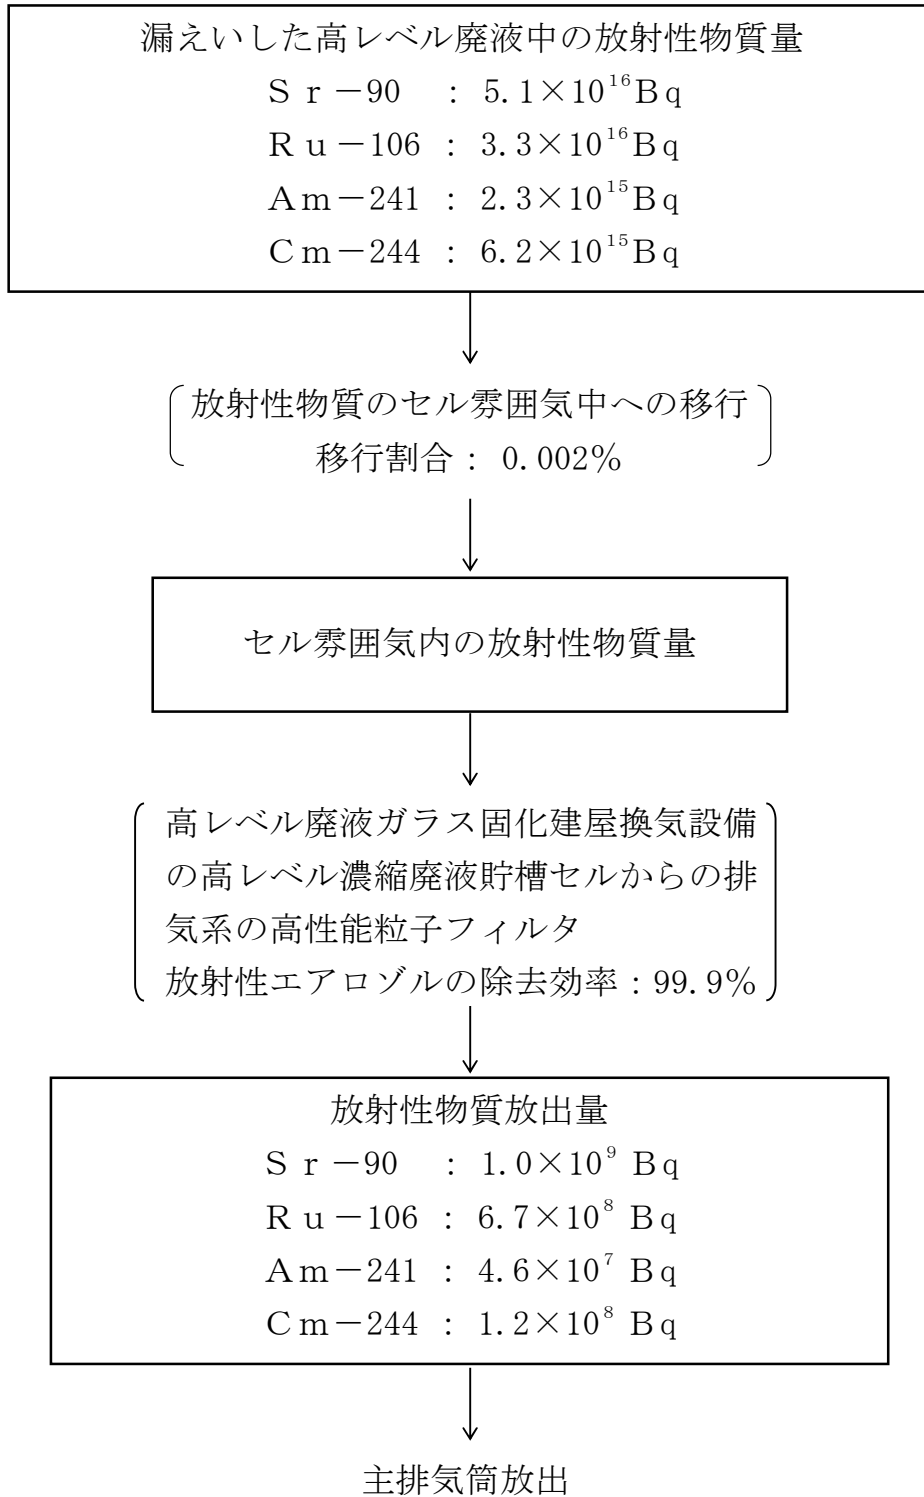 漏えいした高レベル廃液中の放射性物質量
Ｓｒ－90 : 5.1×10¹⁶Ｂq
Ｒｕ－106 : 3.3×10¹⁶Ｂq
Ａｍ－241 : 2.3×10¹⁵Ｂq
Ｃｍ－244 : 6.2×10¹⁵Ｂq
放射性物質のセル雰囲気中への移行
移行割合: 0.002％
セル雰囲気内の放射性物質量
高レベル廃液ガラス固化建屋換気設備
の高レベル濃縮廃液貯槽セルからの排
気系の高性能粒子フィルタ
放射性エアロゾルの除去効率:99.9％
放射性物質放出量
Ｓｒ－90 : 1.0×10⁹ Ｂq
Ｒｕ－106 : 6.7×10⁸ Ｂq
Ａｍ－241 : 4.6×10⁷ Ｂq
Ｃｍ－244 : 1.2×10⁸ Ｂq
主排気筒放出